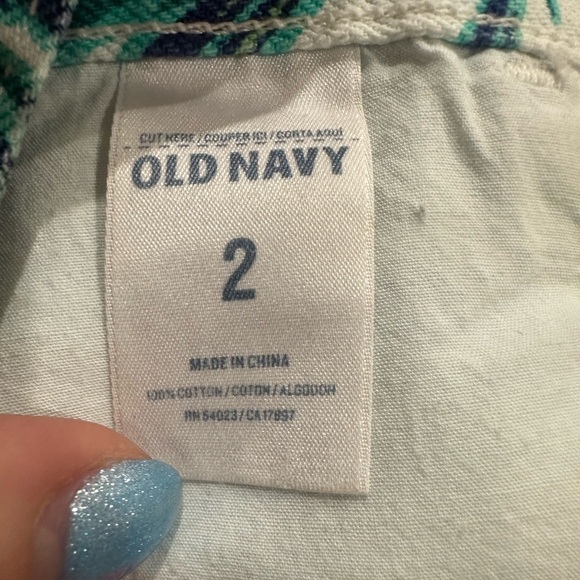 CUT HERE / COUPER ICI / CORTA AQUÍ
OLD NAVY
2
MADE IN CHINA
100% COTTON / COTON / ALGODON
RN 54023 / CA 17897